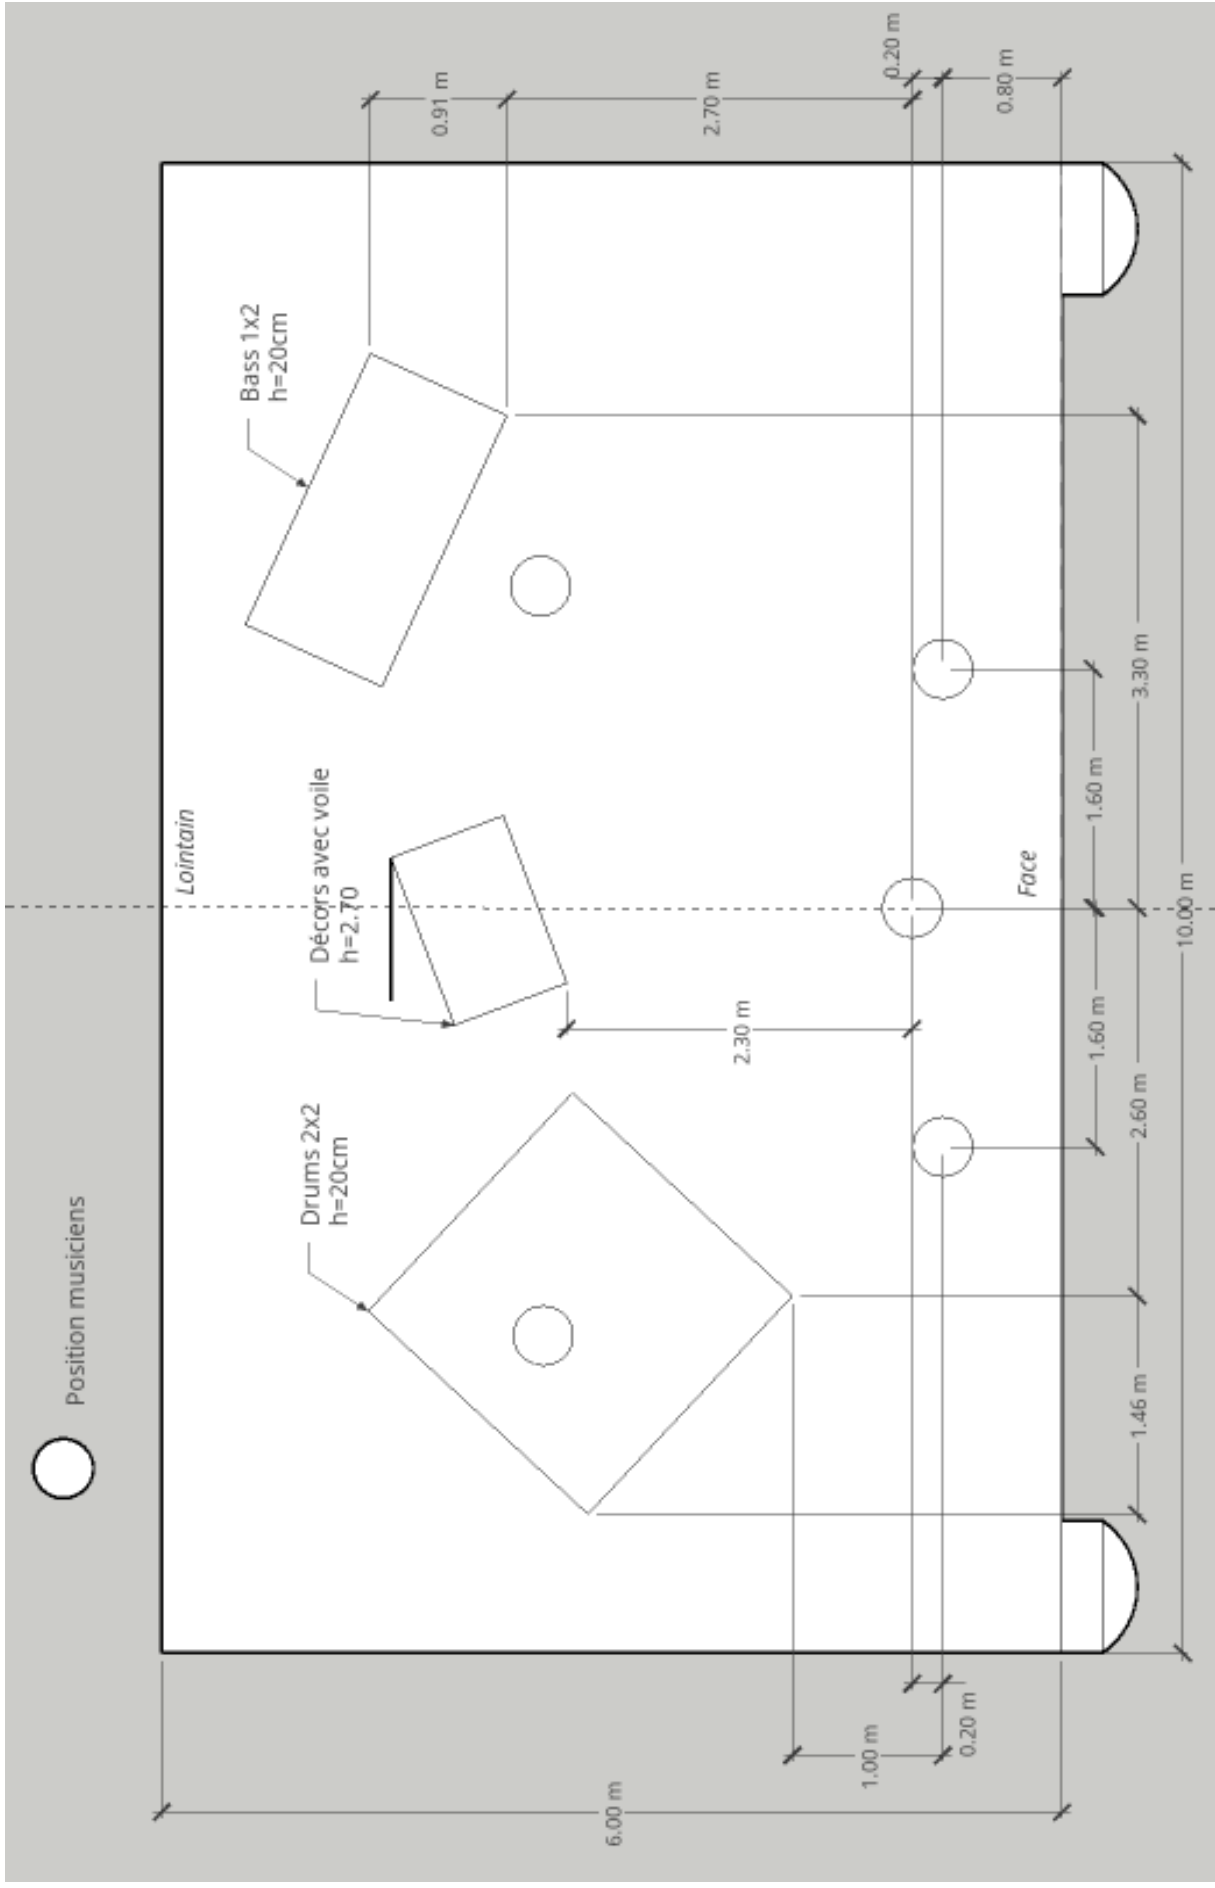 Position musiciens
Lointain
Drums 2x2
h=20cm
Décors avec voile
h=2.70
Bass 1x2
h=20cm
0.91 m
2.70 m
0.20 m
0.80 m
2.30 m
Face
6.00 m
1.00 m
0.20 m
1.60 m
1.60 m
1.46 m
2.60 m
3.30 m
10.00 m